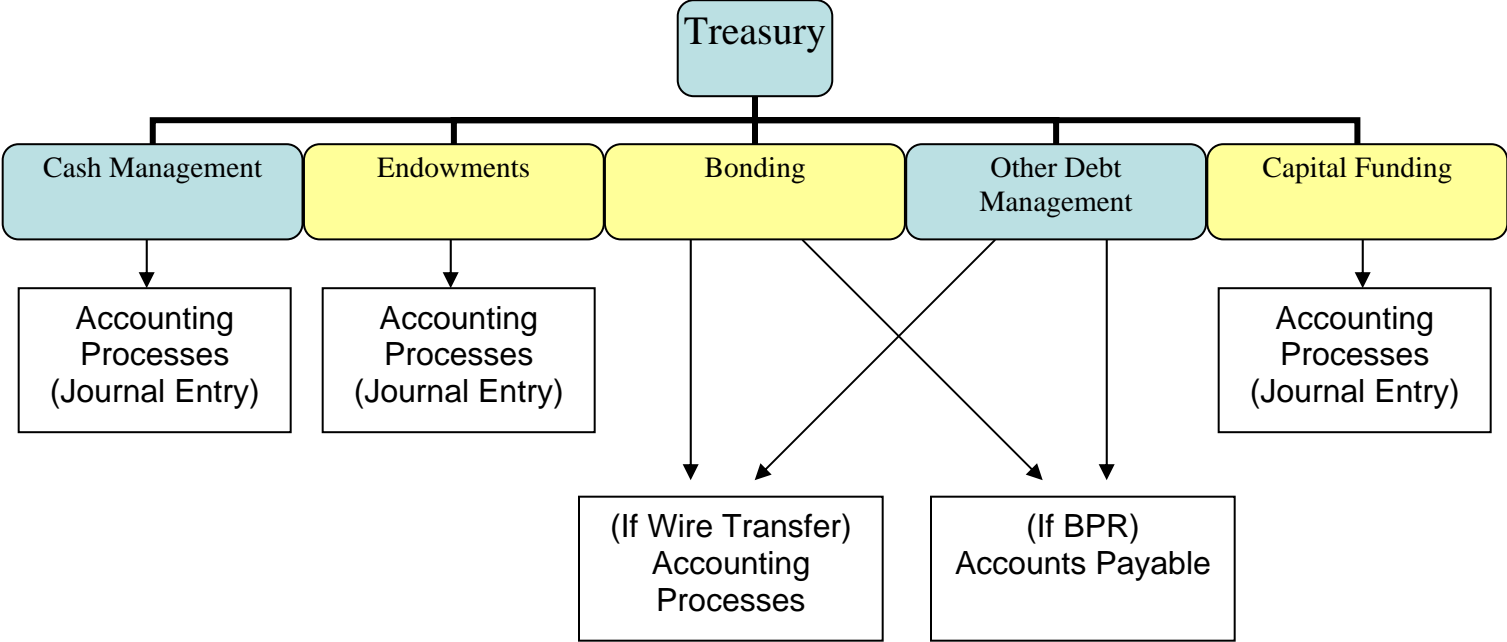 Treasury
Cash Management
Endowments
Bonding
Other Debt
Management
Capital Funding
Accounting
Processes
(Journal Entry)
Accounting
Processes
(Journal Entry)
Accounting
Processes
(Journal Entry)
(If Wire Transfer)
Accounting
Processes
(If BPR)
Accounts Payable